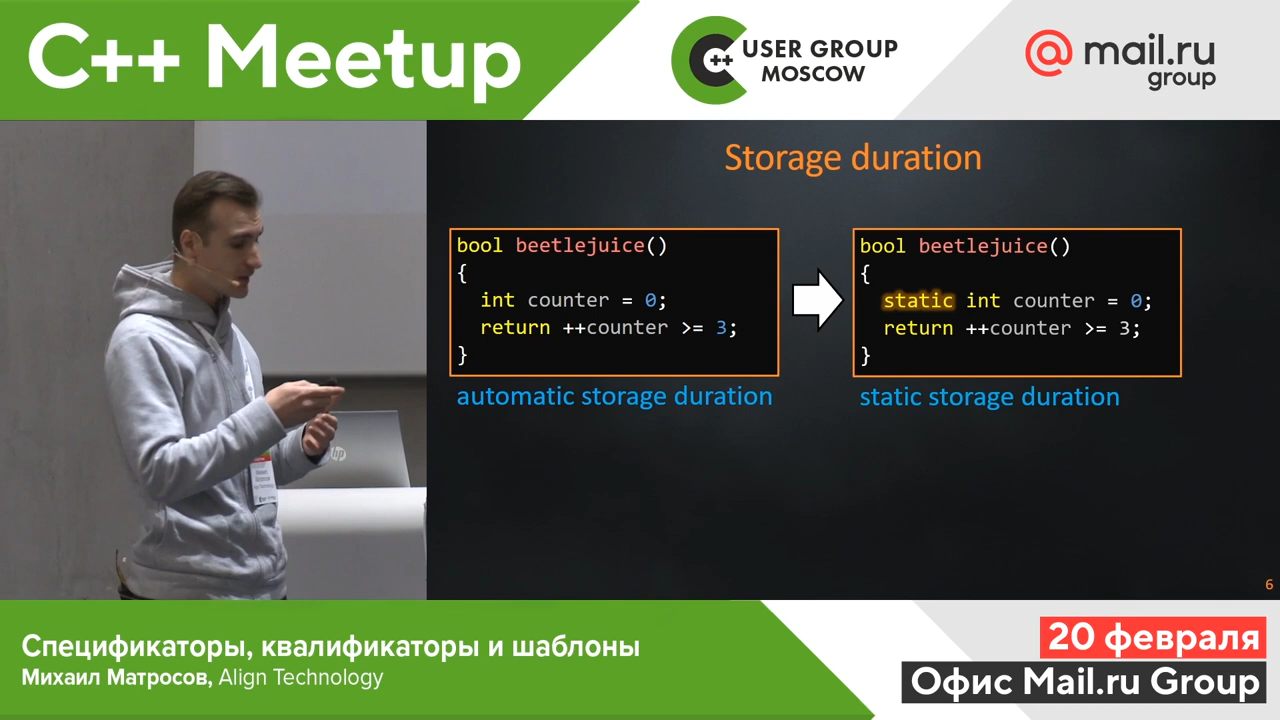 C++ Meetup
C++ USER GROUP
MOSCOW
@mail.ru
group
Storage duration
bool beetlejuice()
{
int counter = 0;
return ++counter >= 3;
}
automatic storage duration
bool beetlejuice()
{
static int counter = 0;
return ++counter >= 3;
}
static storage duration
hp
6
Спецификаторы, квалификаторы и шаблоны
Михаил Матросов, Align Technology
20 февраля
Офис Mail.ru Group